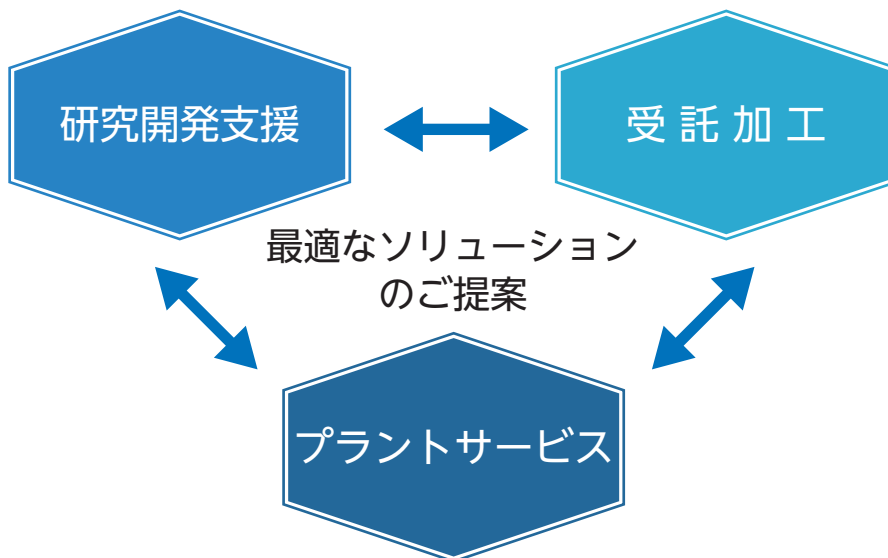 研究開発支援
受託加工
最適なソリューション
のご提案
プラントサービス